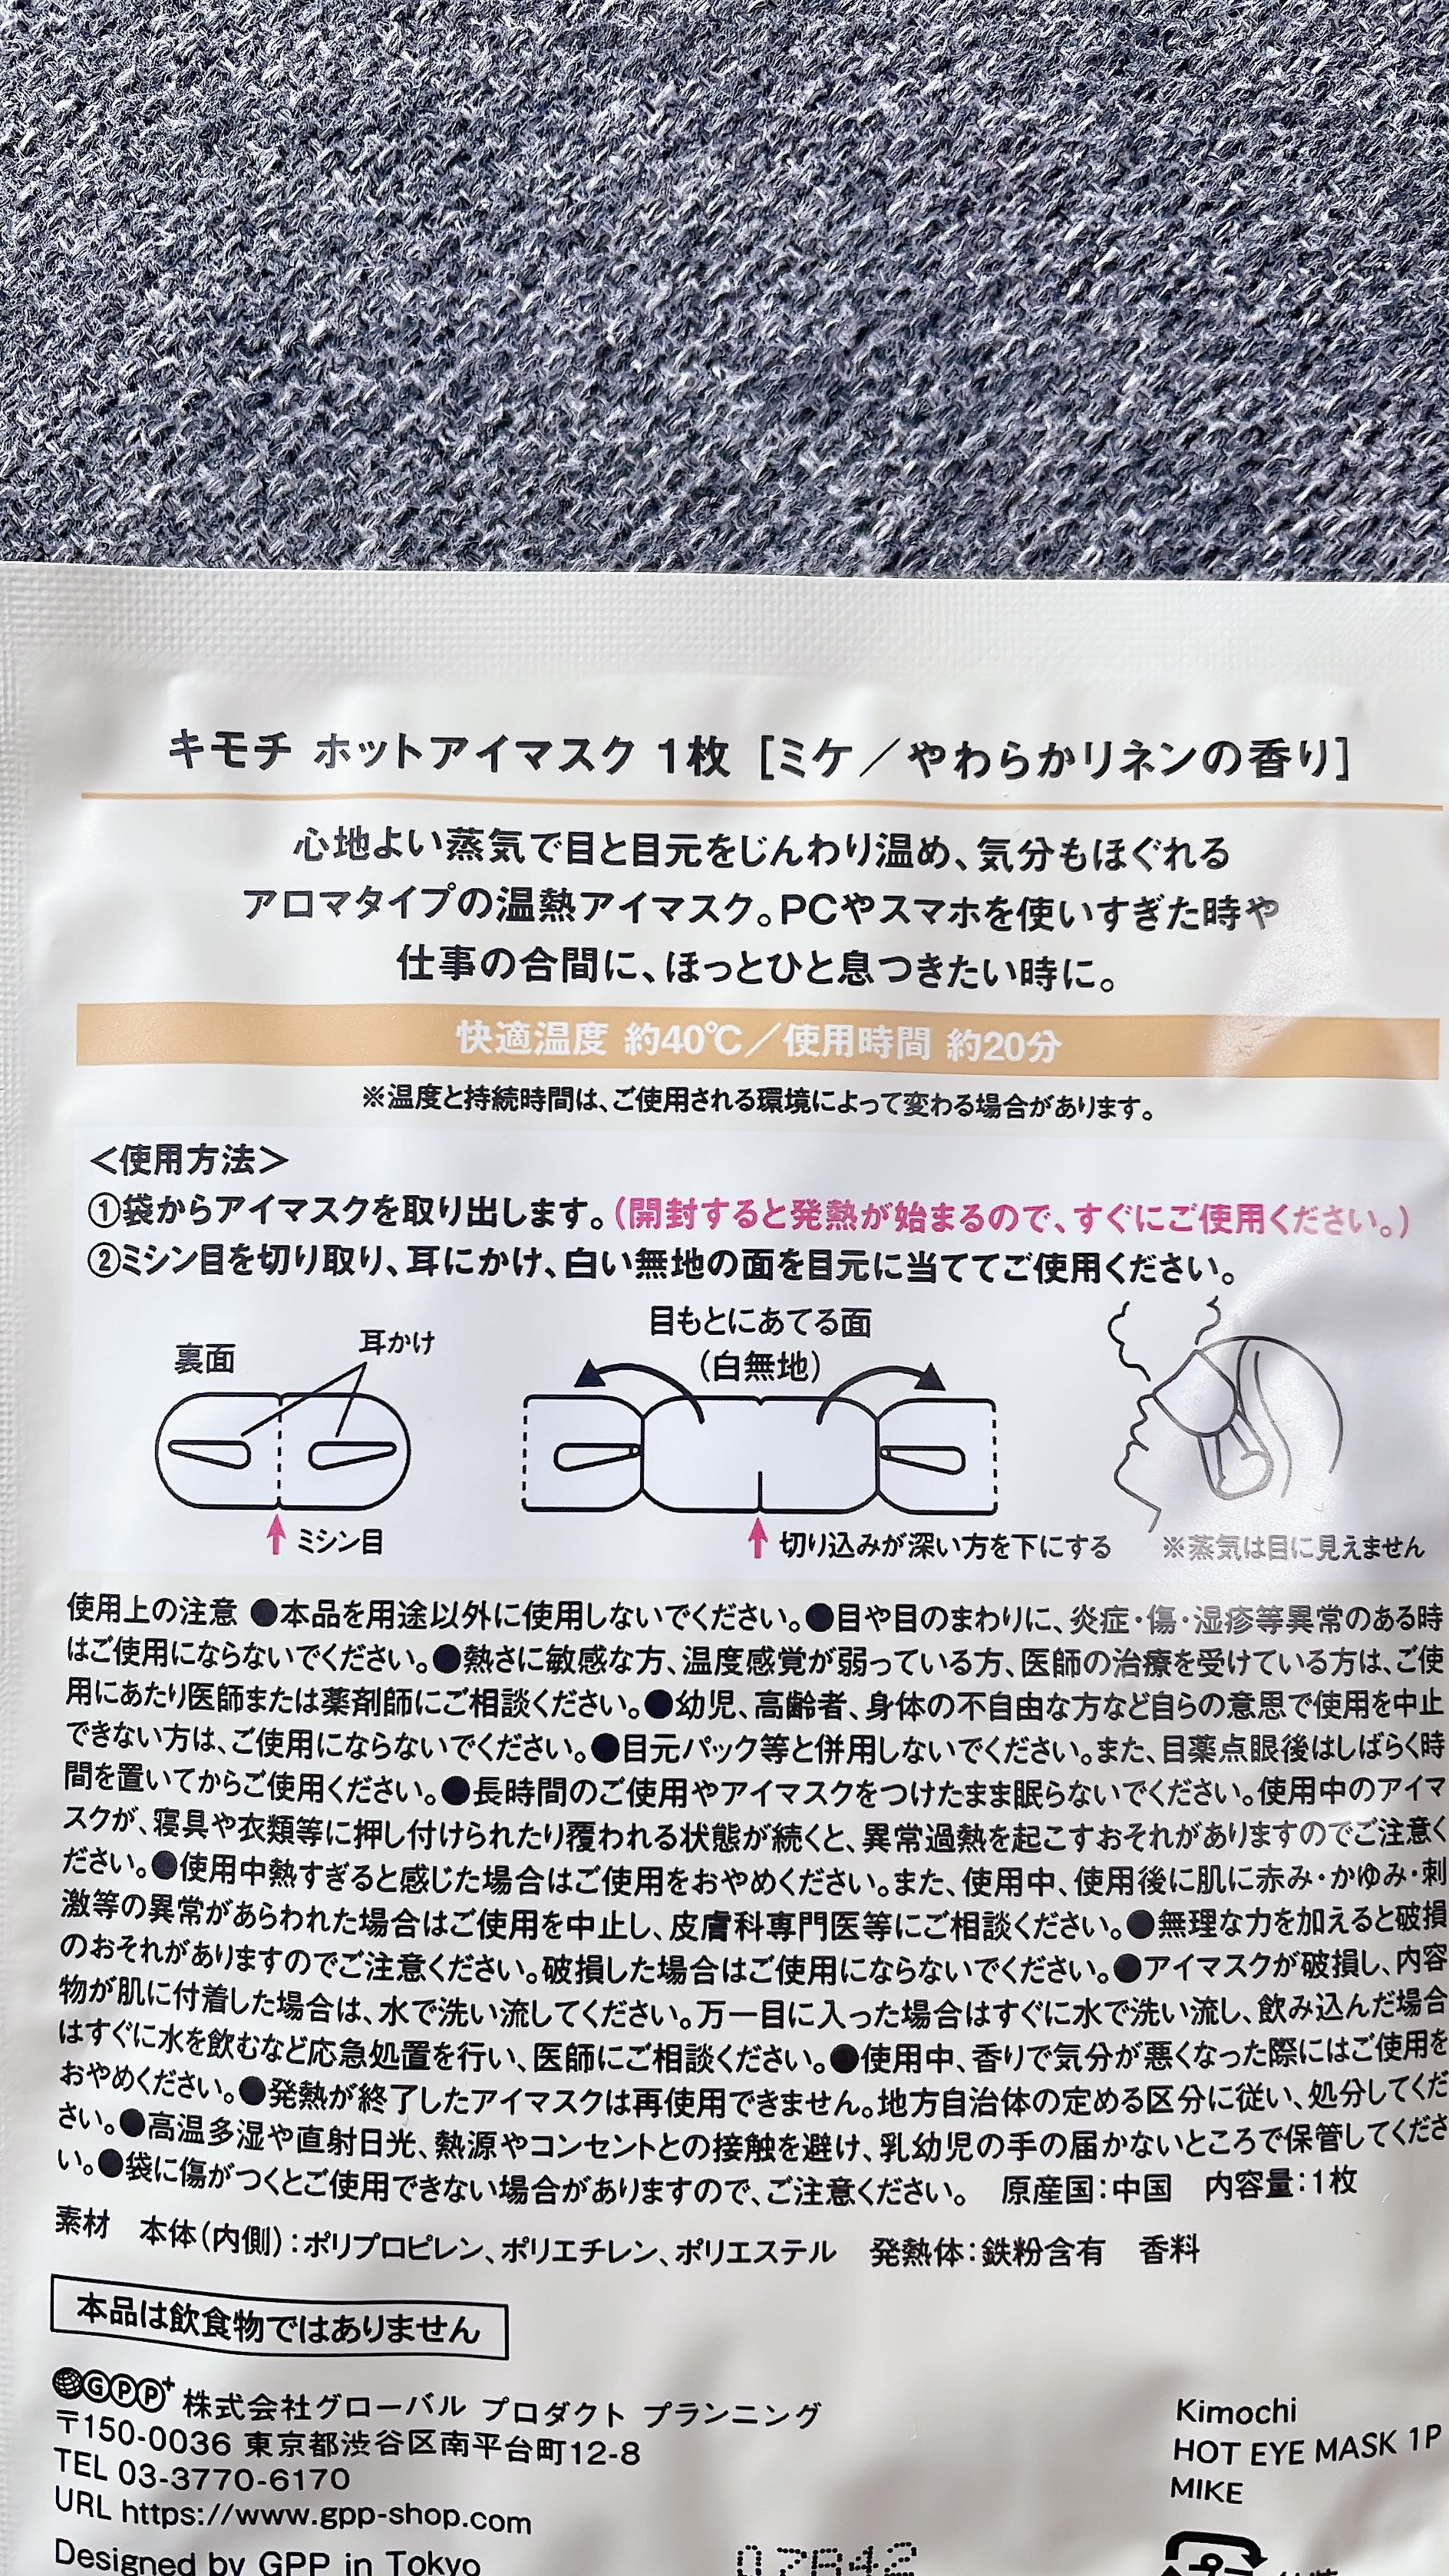 キモチ ホットアイマスク 1枚 [ミケ／やわらかリネンの香り]
心地よい蒸気で目と目元をじんわり温め、気分もほぐれる
アロマタイプの温熱アイマスク。PCやスマホを使いすぎた時や
仕事の合間に、ほっとひと息つきたい時に。
快適温度 約40℃／使用時間 約20分
※温度と持続時間は、ご使用される環境によって変わる場合があります。
＜使用方法＞
①袋からアイマスクを取り出します。（開封すると発熱が始まるので、すぐにご使用ください。）
②ミシン目を切り取り、耳にかけ、白い無地の面を目元に当ててご使用ください。
裏面
耳かけ
ミシン目
目もとにあてる面
（白無地）
切り込みが深い方を下にする
※蒸気は目に見えません
使用上の注意 ●本品を用途以外に使用しないでください。●目や目のまわりに、炎症・傷・湿疹等異常のある時
はご使用にならないでください。●熱さに敏感な方、温度感覚が弱っている方、医師の治療を受けている方は、ご使
用にあたり医師または薬剤師にご相談ください。●幼児、高齢者、身体の不自由な方など自らの意思で使用を中止
できない方は、ご使用にならないでください。●目元パック等と併用しないでください。また、目薬点眼後はしばらく時
間を置いてからご使用ください。●長時間のご使用やアイマスクをつけたまま眠らないでください。使用中のアイマ
スクが、寝具や衣類等に押し付けられたり覆われる状態が続くと、異常過熱を起こすおそれがありますのでご注意く
ださい。●使用中熱すぎると感じた場合はご使用をおやめください。また、使用中、使用後に肌に赤み・かゆみ・刺
激等の異常があらわれた場合はご使用を中止し、皮膚科専門医等にご相談ください。●無理な力を加えると破損
のおそれがありますのでご注意ください。破損した場合はご使用にならないでください。●アイマスクが破損し、内容
物が肌に付着した場合は、水で洗い流してください。万一目に入った場合はすぐに水で洗い流し、飲み込んだ場合
はすぐに水を飲むなど応急処置を行い、医師にご相談ください。●使用中、香りで気分が悪くなった際にはご使用を
おやめください。●発熱が終了したアイマスクは再使用できません。地方自治体の定める区分に従い、処分してくだ
さい。●高温多湿や直射日光、熱源やコンセントとの接触を避け、乳幼児の手の届かないところで保管してくださ
い。●袋に傷がつくとご使用できない場合がありますので、ご注意ください。 原産国：中国 内容量：1枚
素材 本体（内側）：ポリプロピレン、ポリエチレン、ポリエステル 発熱体：鉄粉含有 香料
本品は飲食物ではありません
GPP+ 株式会社グローバル プロダクト プランニング
〒150-0036 東京都渋谷区南平台町12-8
TEL 03-3770-6170
URL https://www.gpp-shop.com
Designed by GPP in Tokyo
Kimochi
HOT EYE MASK 1P
MIKE